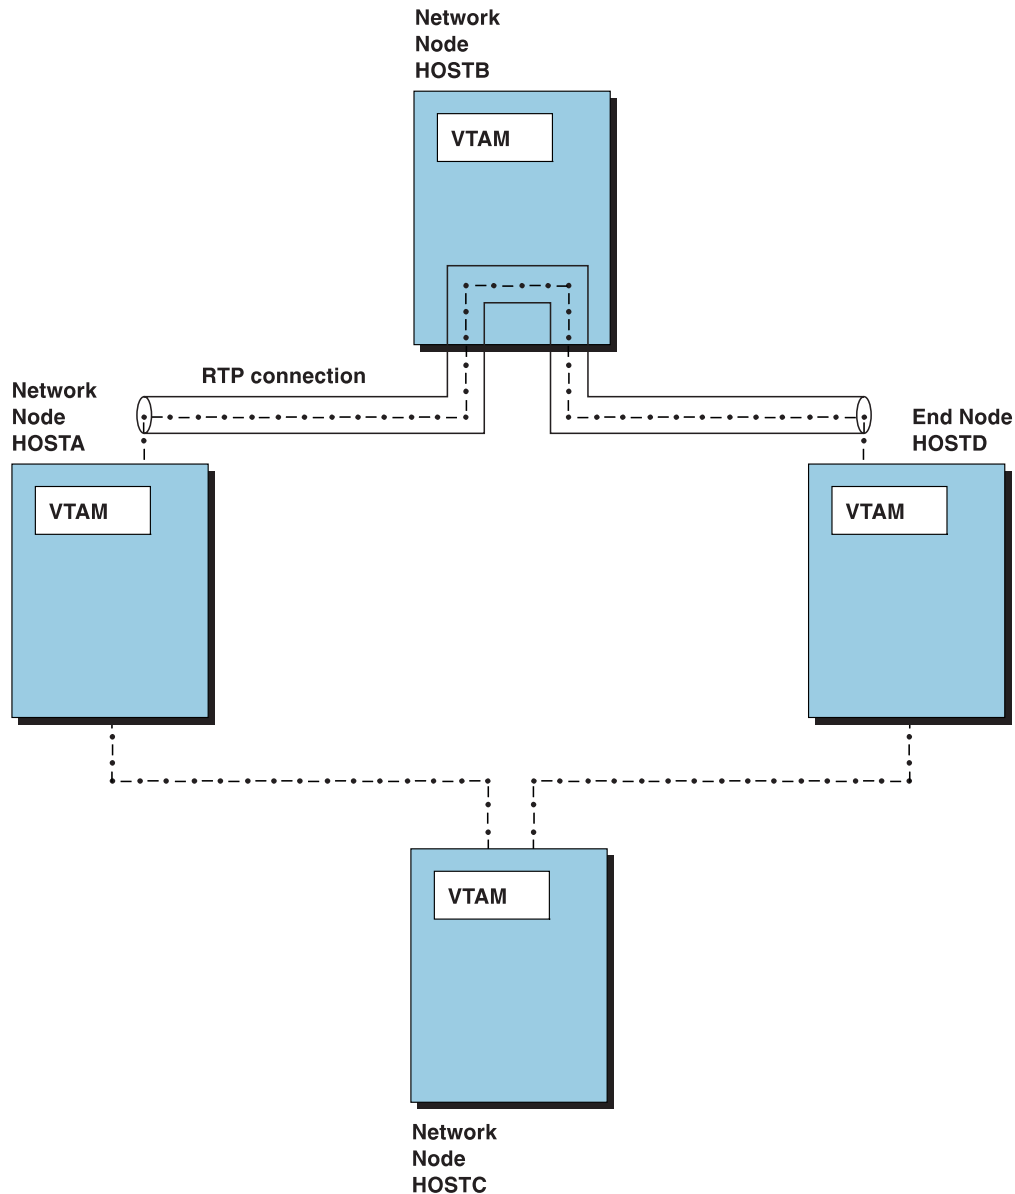 Network
Node
HOSTB
VTAM
RTP connection
Network
Node
HOSTA
VTAM
End Node
HOSTD
VTAM
VTAM
Network
Node
HOSTC